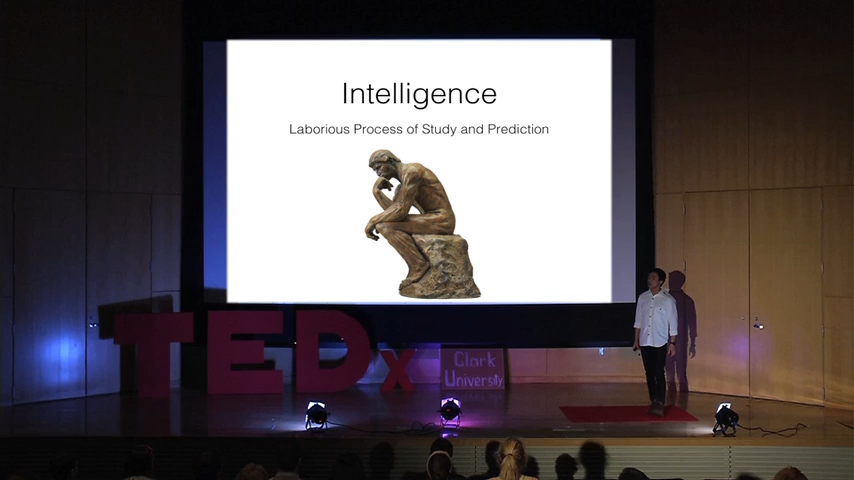 Intelligence
Laborious Process of Study and Prediction
TEDx
Clark
University